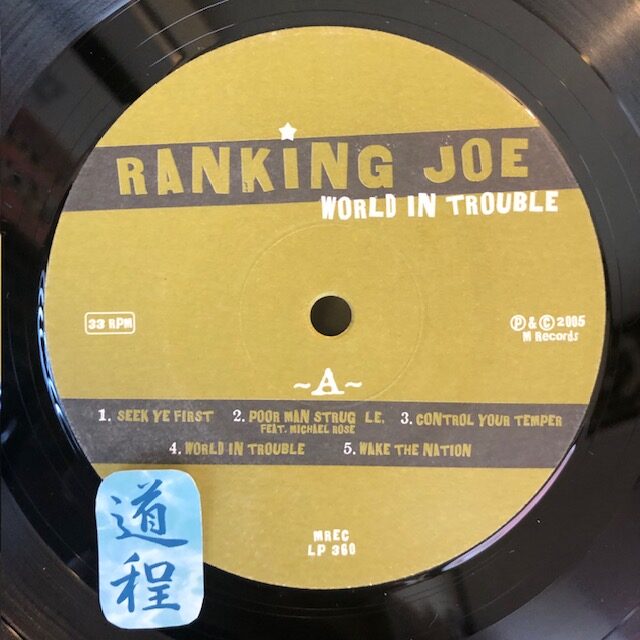 RANKING JOE
WORLD IN TROUBLE
33 RPM
℗ & © 2005
M Records
~A~
1. SEEK YE FIRST 2. POOR MAN STRUG LE. 3. CONTROL YOUR TEMPER
FEAT. MICHAEL ROSE
4. WORLD IN TROUBLE 5. WAKE THE NATION
MREC
LP 360
道
程